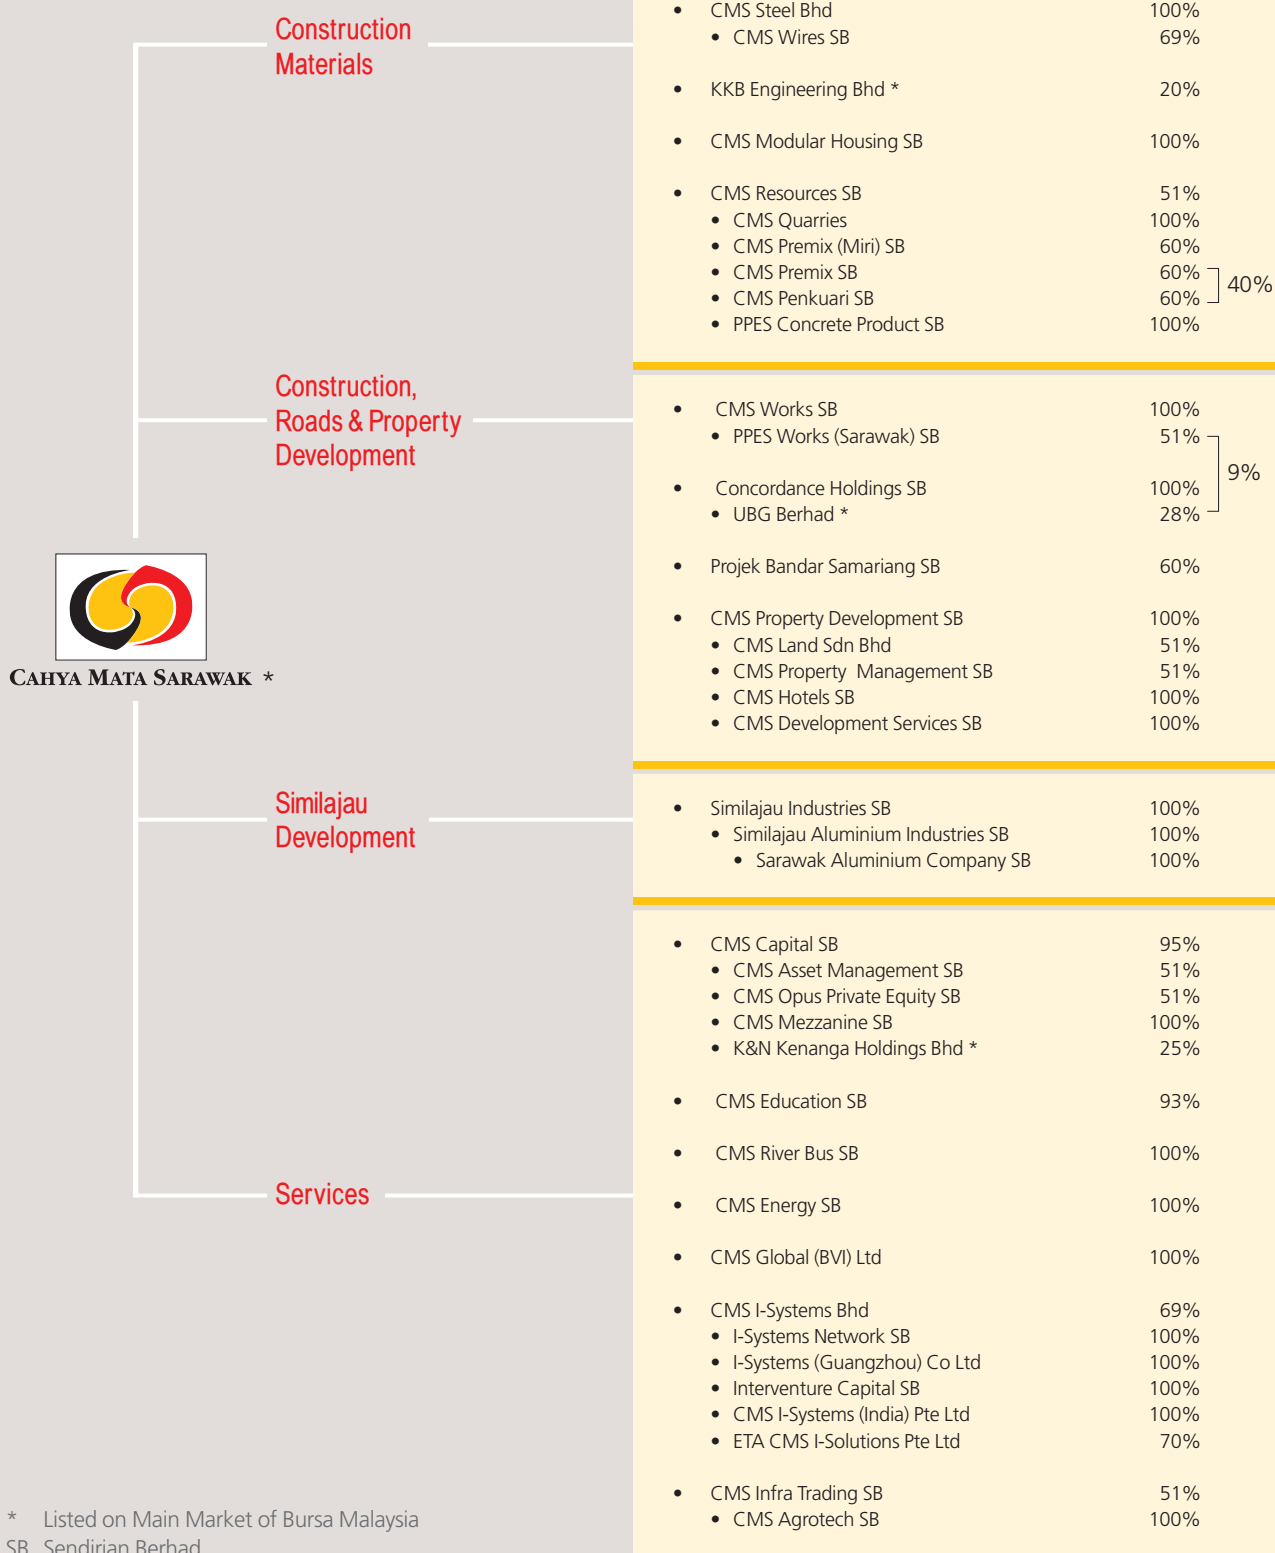 Construction
Materials
• CMS Steel Bhd 100%
• CMS Wires SB 69%
• KKB Engineering Bhd * 20%
• CMS Modular Housing SB 100%
• CMS Resources SB 51%
• CMS Quarries 100%
• CMS Premix (Miri) SB 60%
• CMS Premix SB 60%
40%
• CMS Penkuari SB 60%
• PPES Concrete Product SB 100%
Construction,
Roads & Property
Development
• CMS Works SB 100%
• PPES Works (Sarawak) SB 51%
9%
• Concordance Holdings SB 100%
• UBG Berhad * 28%
• Projek Bandar Samariang SB 60%
• CMS Property Development SB 100%
• CMS Land Sdn Bhd 51%
• CMS Property Management SB 51%
• CMS Hotels SB 100%
• CMS Development Services SB 100%
CAHYA MATA SARAWAK *
Similajau
Development
• Similajau Industries SB 100%
• Similajau Aluminium Industries SB 100%
• Sarawak Aluminium Company SB 100%
Services
• CMS Capital SB 95%
• CMS Asset Management SB 51%
• CMS Opus Private Equity SB 51%
• CMS Mezzanine SB 100%
• K&N Kenanga Holdings Bhd * 25%
• CMS Education SB 93%
• CMS River Bus SB 100%
• CMS Energy SB 100%
• CMS Global (BVI) Ltd 100%
• CMS I-Systems Bhd 69%
• I-Systems Network SB 100%
• I-Systems (Guangzhou) Co Ltd 100%
• Interventure Capital SB 100%
• CMS I-Systems (India) Pte Ltd 100%
• ETA CMS I-Solutions Pte Ltd 70%
• CMS Infra Trading SB 51%
• CMS Agrotech SB 100%
* Listed on Main Market of Bursa Malaysia
SB Sendirian Berhad